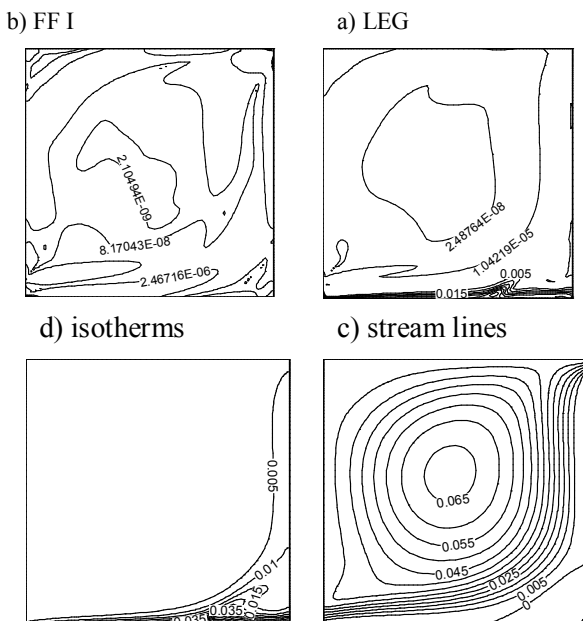 b) FF I
a) LEG
2.10494E-09
8.17043E-08
2.46716E-06
2.48764E-08
1.04219E-05
0.005
0.015
d) isotherms
c) stream lines
0.005
0.01
0.015
0.035
0.035
0.065
0.055
0.045
0.025
0.005
0